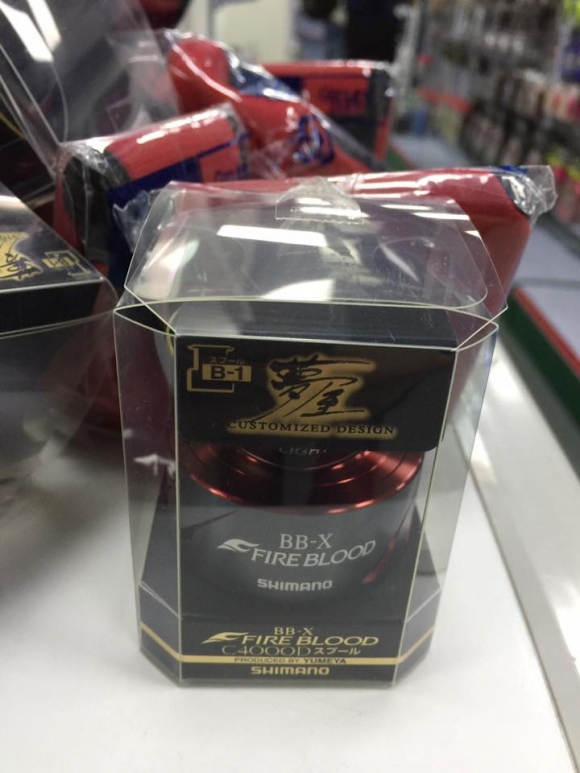 スプール
B-1
夢屋
CUSTOMIZED DESIGN
BB-X
FIRE BLOOD
SHIMANO
BB-X
FIRE BLOOD
C4000D スプール
PRODUCED BY YUMEYA
SHIMANO